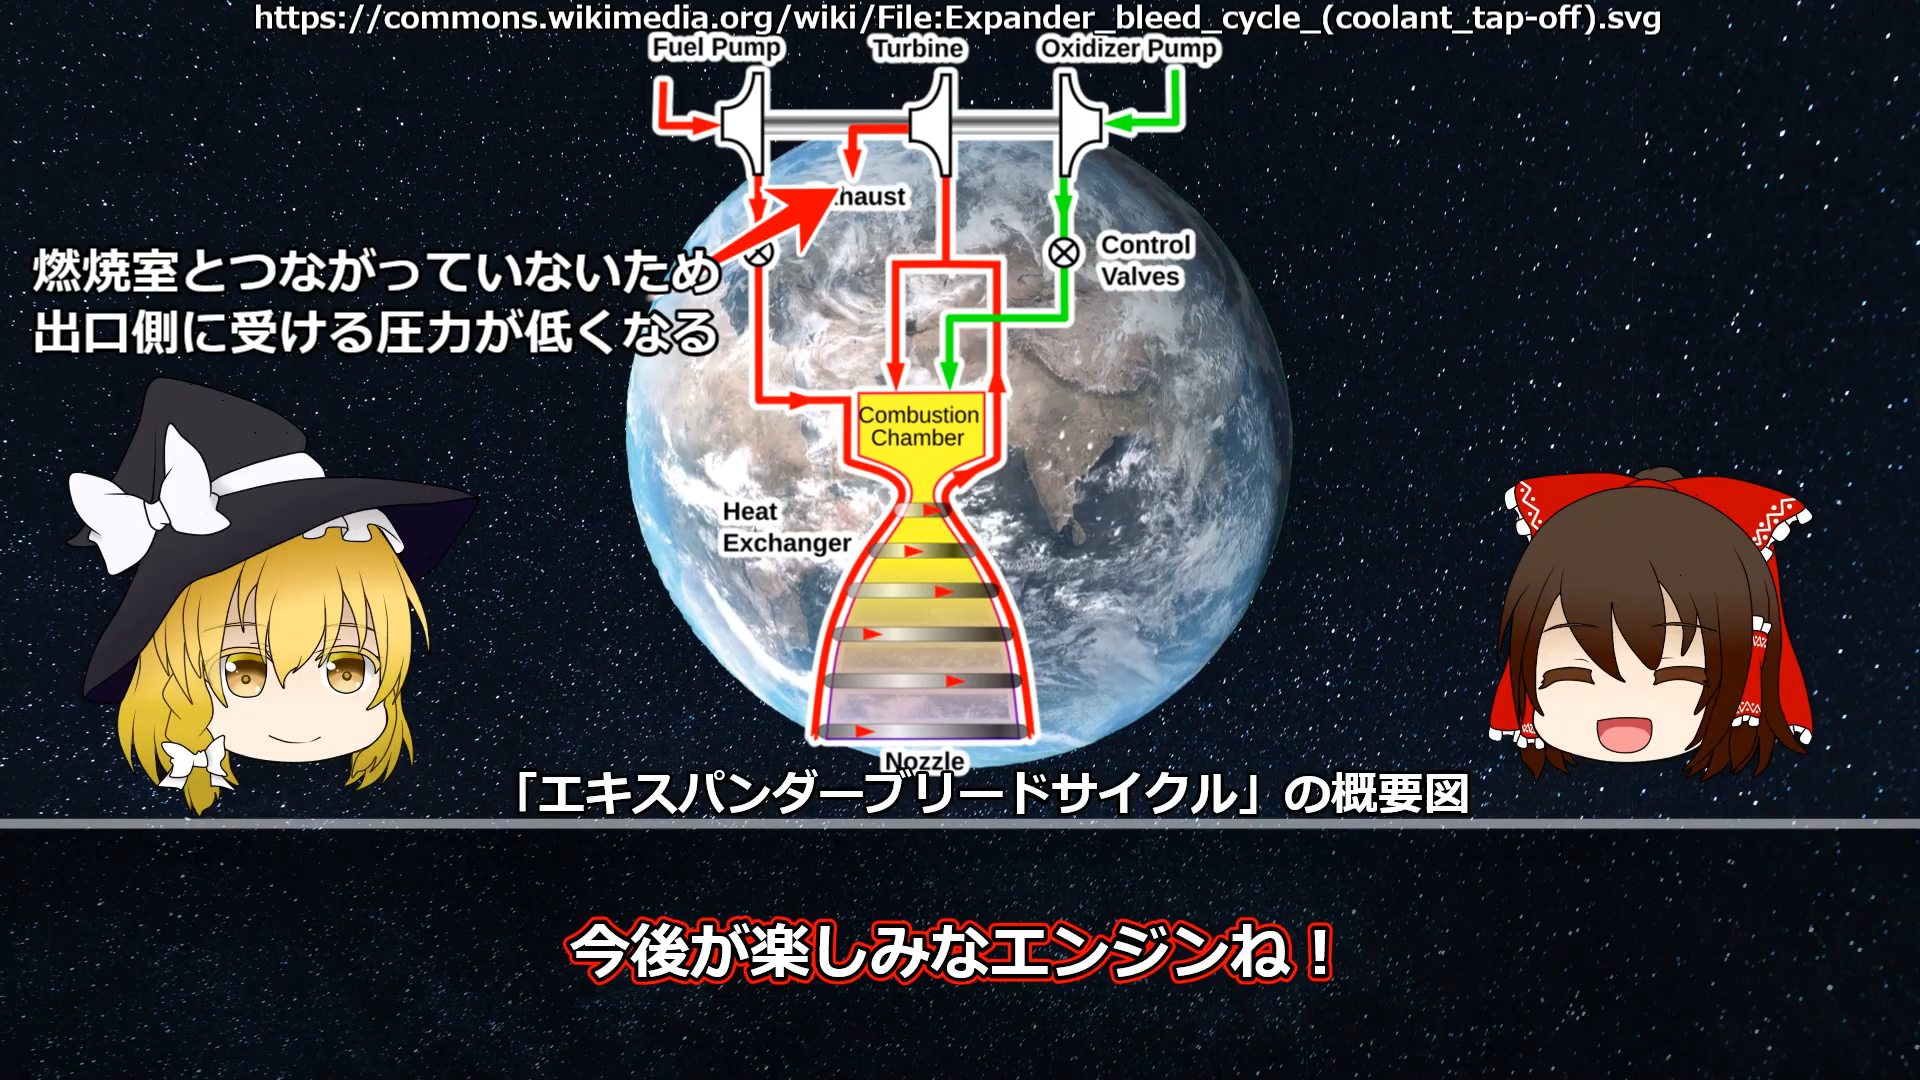 https://commons.wikimedia.org/wiki/File:Expander_bleed_cycle_(coolant_tap-off).svg
Fuel Pump
Turbine
Oxidizer Pump
haust
燃焼室とつながっていないため
出口側に受ける圧力が低くなる
Control
Valves
Combustion
Chamber
Heat
Exchanger
Nozzle
「エキスパンダーブリードサイクル」の概要図
今後が楽しみなエンジンね！